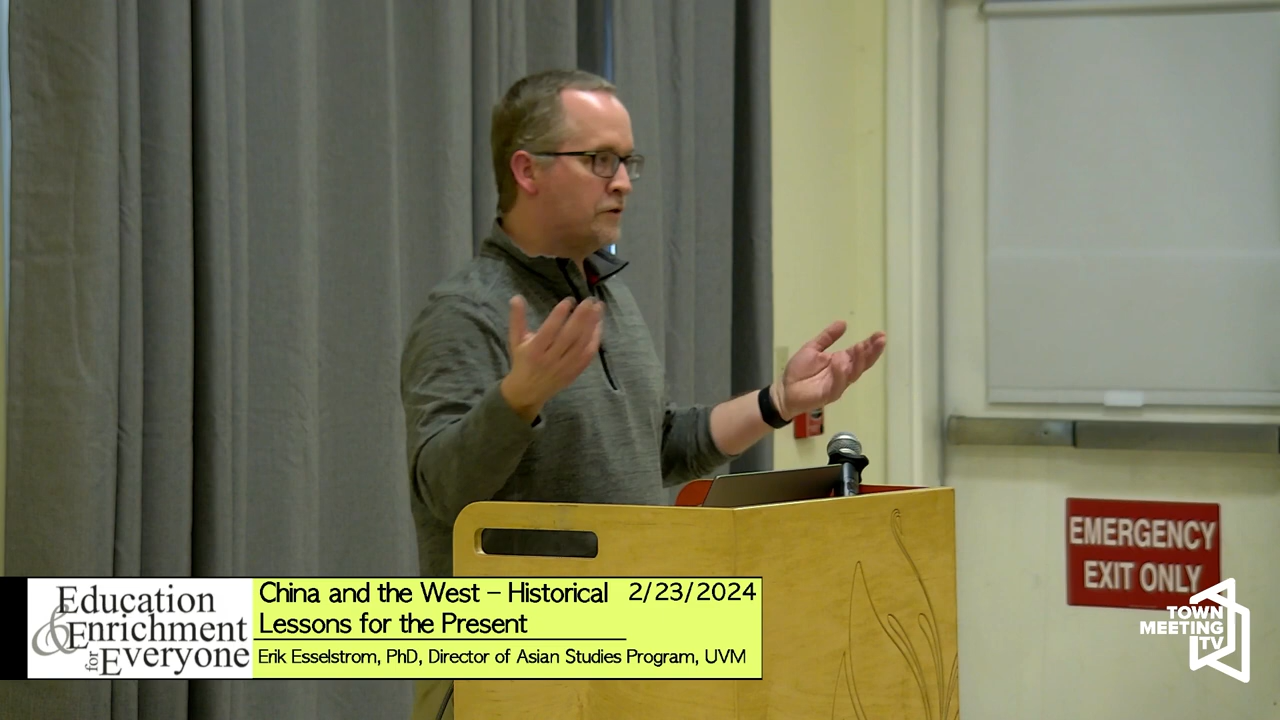 EMERGENCY
EXIT ONLY
TOWN
MEETING
TV
Education
& Enrichment
for Everyone
China and the West – Historical 2/23/2024
Lessons for the Present
Erik Esselstrom, PhD, Director of Asian Studies Program, UVM